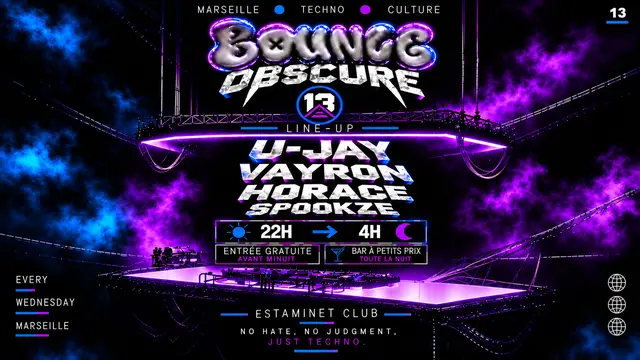 MARSEILLE TECHNO CULTURE
13
BOUNCE
OBSCURE
13
LINE-UP
U-JAY
VAYRON
HORACE
SPOOKZE
22H → 4H
ENTRÉE GRATUITE
AVANT MINUIT
BAR À PETITS PRIX
TOUTE LA NUIT
EVERY
WEDNESDAY
MARSEILLE
ESTAMINET CLUB
NO HATE, NO JUDGMENT,
JUST TECHNO.